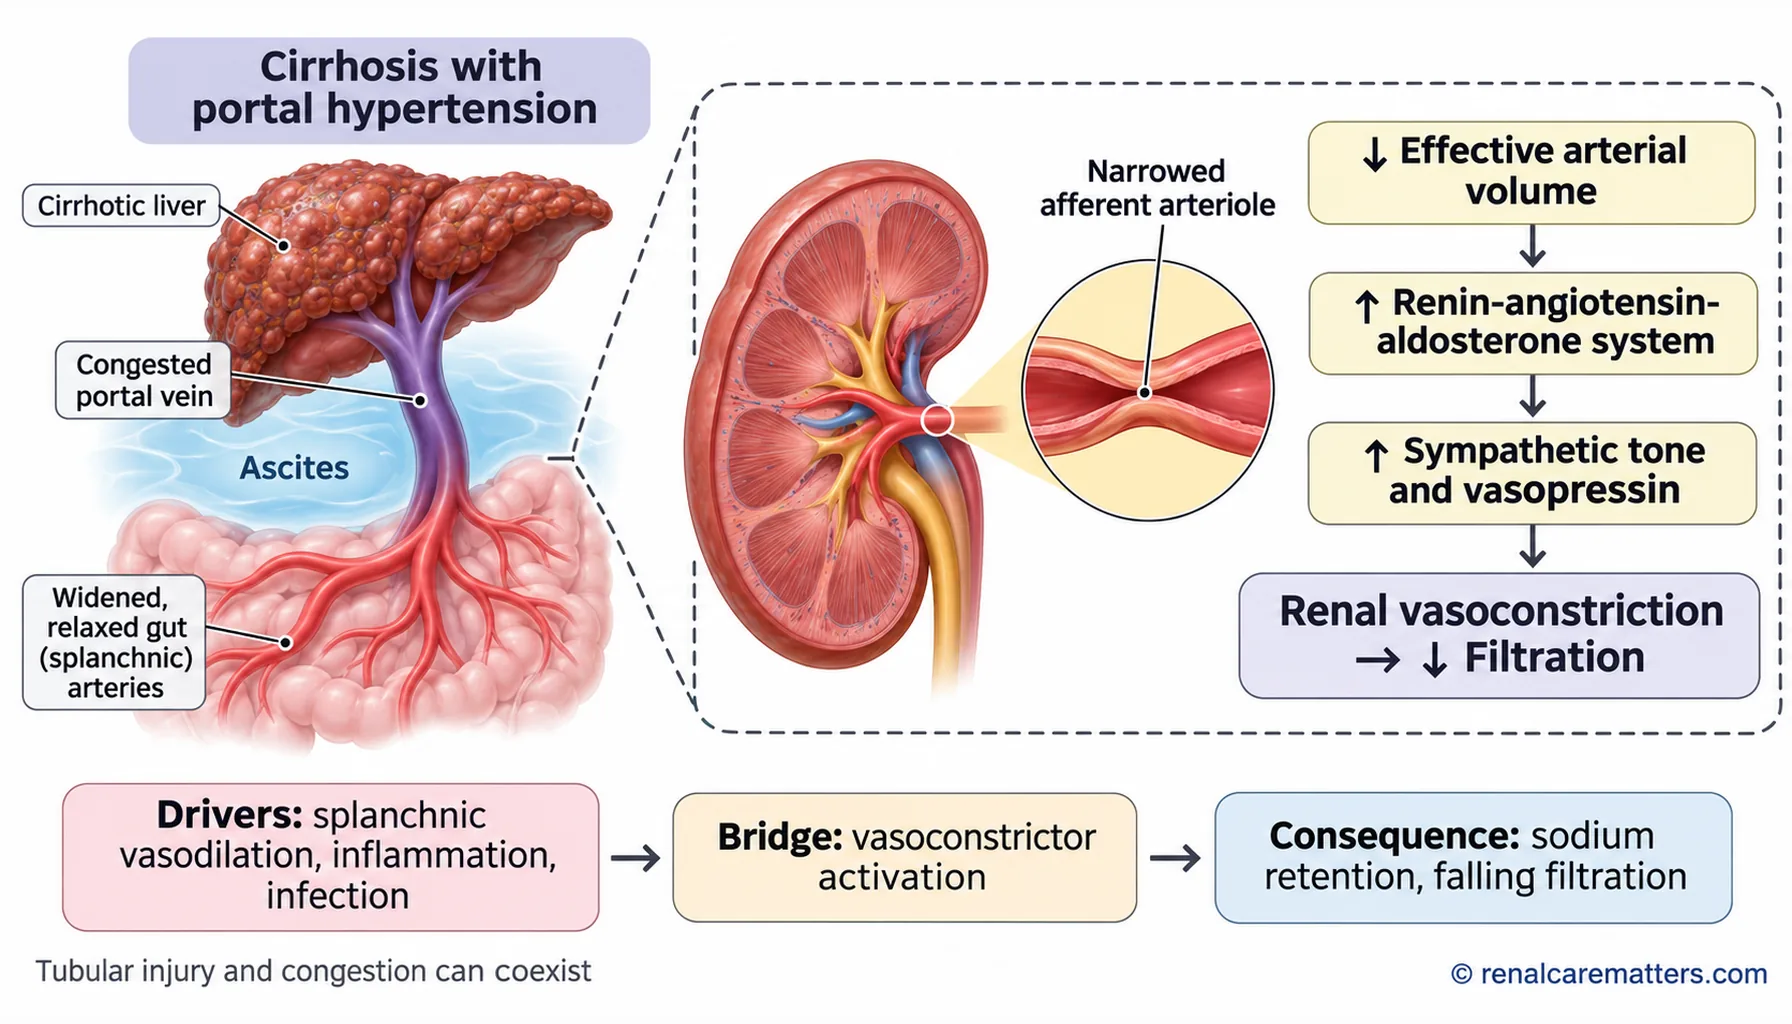 Cirrhosis with
portal hypertension
Cirrhotic liver
Congested
portal vein
Ascites
Widened,
relaxed gut
(splanchnic)
arteries
Narrowed
afferent arteriole
↓ Effective arterial
volume
↑ Renin-angiotensin-
aldosterone system
↑ Sympathetic tone
and vasopressin
Renal vasoconstriction
→ ↓ Filtration
Drivers: splanchnic
vasodilation, inflammation,
infection
Bridge: vasoconstrictor
activation
Consequence: sodium
retention, falling filtration
Tubular injury and congestion can coexist
© renalcarematters.com